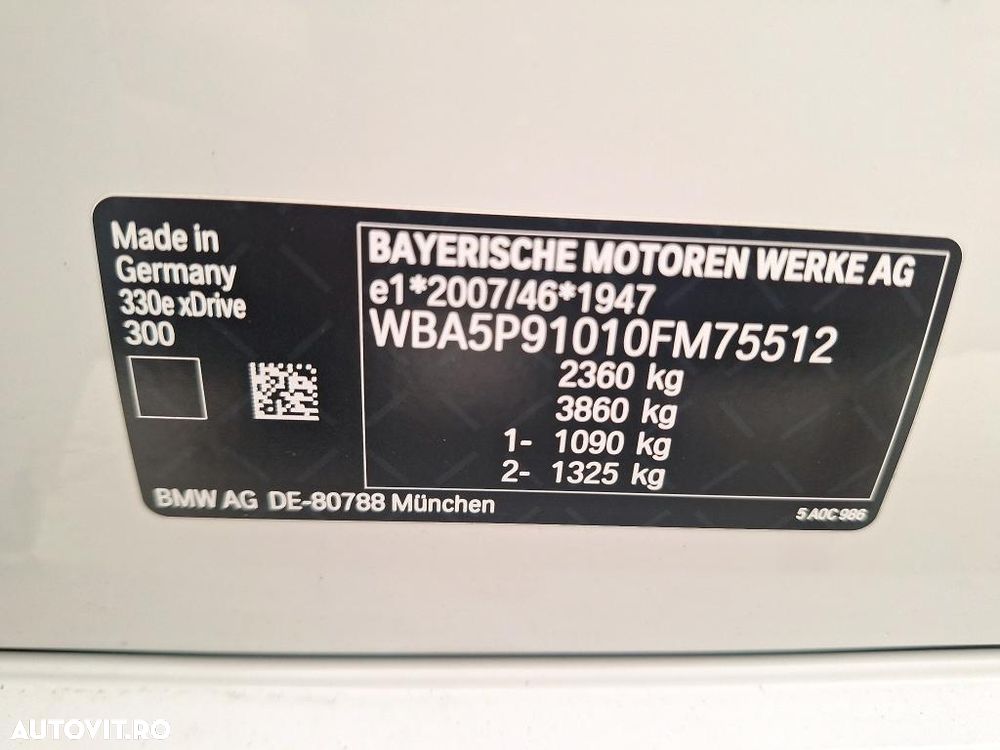 Made in
Germany
330e xDrive
300
BAYERISCHE MOTOREN WERKE AG
e1*2007/46*1947
WBA5P91010FM75512
2360 kg
3860 kg
1- 1090 kg
2- 1325 kg
BMW AG DE-80788 München
5 A0C 986
AUTOVIT.RO